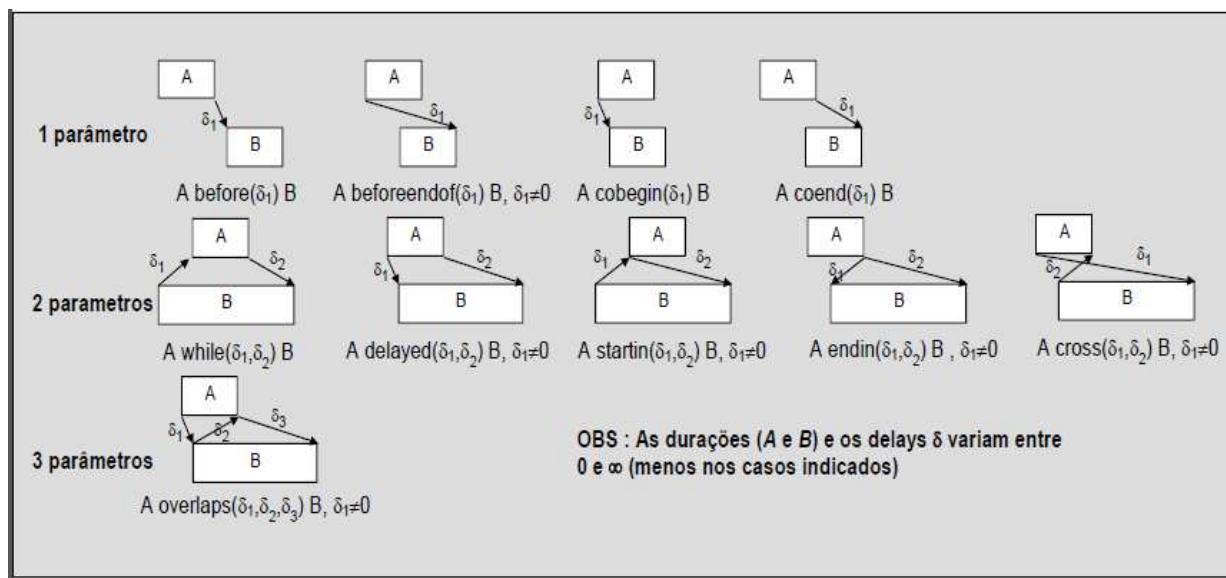 A A A A
δ1 δ1 δ1 δ1
1 parâmetro
B B B B
A before(δ1) B A beforeendof(δ1) B, δ1≠0 A cobegin(δ1) B A coend(δ1) B
A A A A A
δ1 δ2 δ1 δ2 δ1 δ2 δ1 δ2 δ2 δ1
2 parametros
B B B B B
A while(δ1,δ2) B A delayed(δ1,δ2) B, δ1≠0 A startin(δ1,δ2) B, δ1≠0 A endin(δ1,δ2) B , δ1≠0 A cross(δ1,δ2) B, δ1≠0
A
δ1 δ2 δ3
3 parâmetros
B
A overlaps(δ1,δ2,δ3) B, δ1≠0
OBS : As durações (A e B) e os delays δ variam entre
0 e ∞ (menos nos casos indicados)